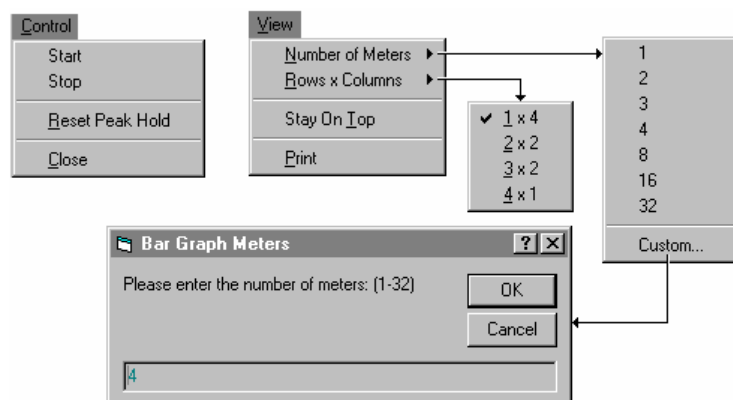 Control
Start
Stop
Reset Peak Hold
Close
View
Number of Meters
Rows x Columns
Stay On Top
Print
1 x 4
2 x 2
3 x 2
4 x 1
1
2
3
4
8
16
32
Custom...
Bar Graph Meters
Please enter the number of meters: (1-32)
OK
Cancel
4